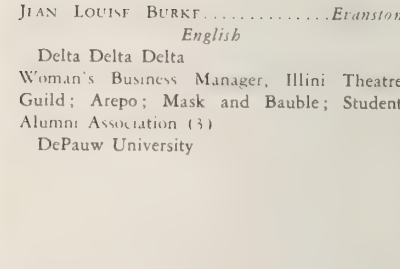 JEAN LOUISE BURKE..............Evanston
English
Delta Delta Delta
Woman's Business Manager, Illini Theatre
Guild; Arepo; Mask and Bauble; Student
Alumni Association (3)
DePauw University